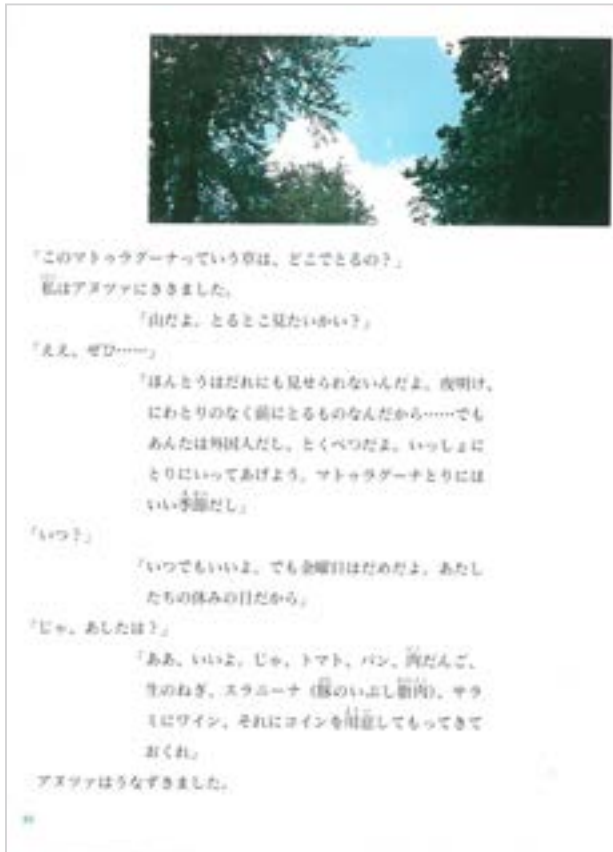 「このマトゥラグーナっていう草は、どこでとるの？」
私はアヌツァにききました。
「山だよ、とるとこ見たいかい？」
「ええ、ぜひ……」
「ほんとうはだれにも見せられないんだよ、夜明け、
にわとりのなく前にとるものなんだから……でも
あんたは外国人だし、とくべつだよ、いっしょに
とりにいってあげよう、マトゥラグーナとりには
いい季節だし」
「いつ？」
「いつでもいいよ、でも金曜日はだめだよ、あたし
たちの休みの日だから」
「じゃ、あしたは？」
「ああ、いいよ、じゃ、トマト、パン、肉だんご、
生のねぎ、スラニーナ（豚のいぶし脂肉）、サラ
ミにワイン、それにコインを用意してもってきて
おくれ」
アヌツァはうなずきました。